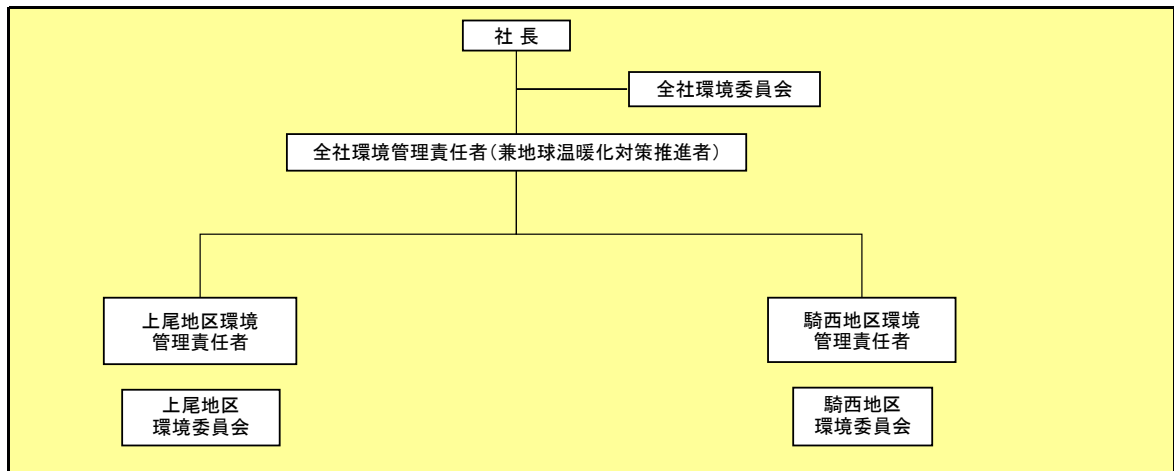 社 長
全社環境委員会
全社環境管理責任者（兼地球温暖化対策推進者）
上尾地区環境
管理責任者
騎西地区環境
管理責任者
上尾地区
環境委員会
騎西地区
環境委員会